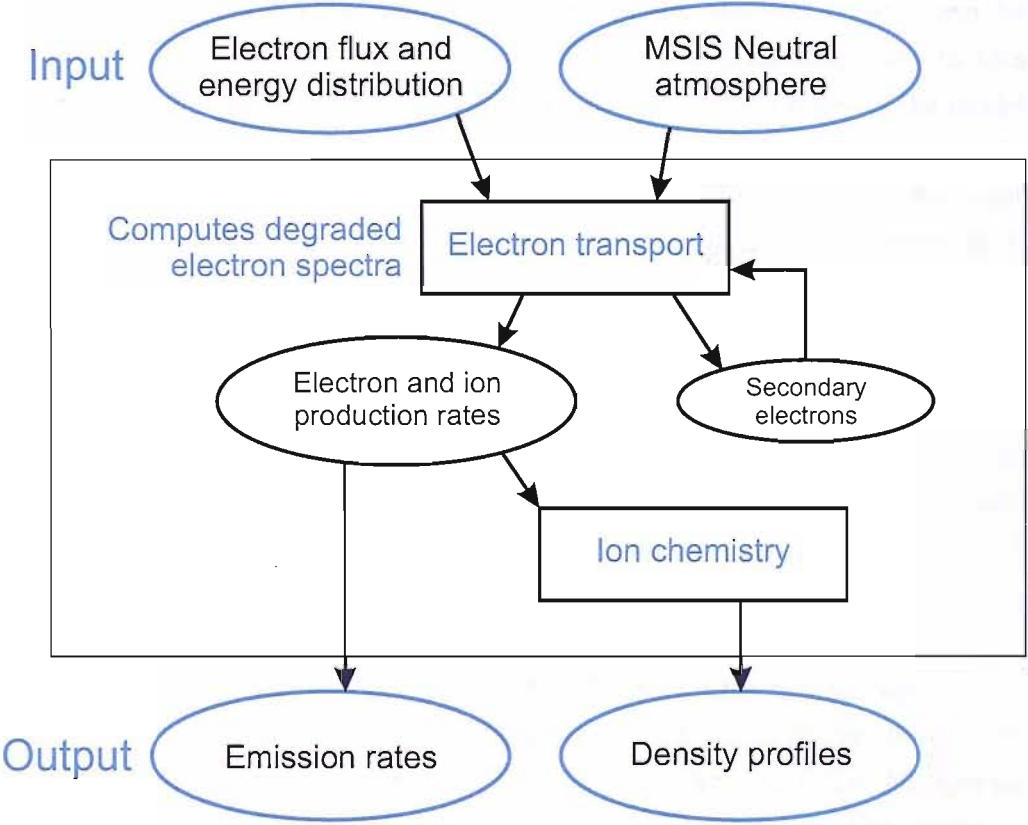 Input
Electron flux and
energy distribution
MSIS Neutral
atmosphere
Computes degraded
electron spectra
Electron transport
Electron and ion
production rates
Secondary
electrons
Ion chemistry
Output
Emission rates
Density profiles